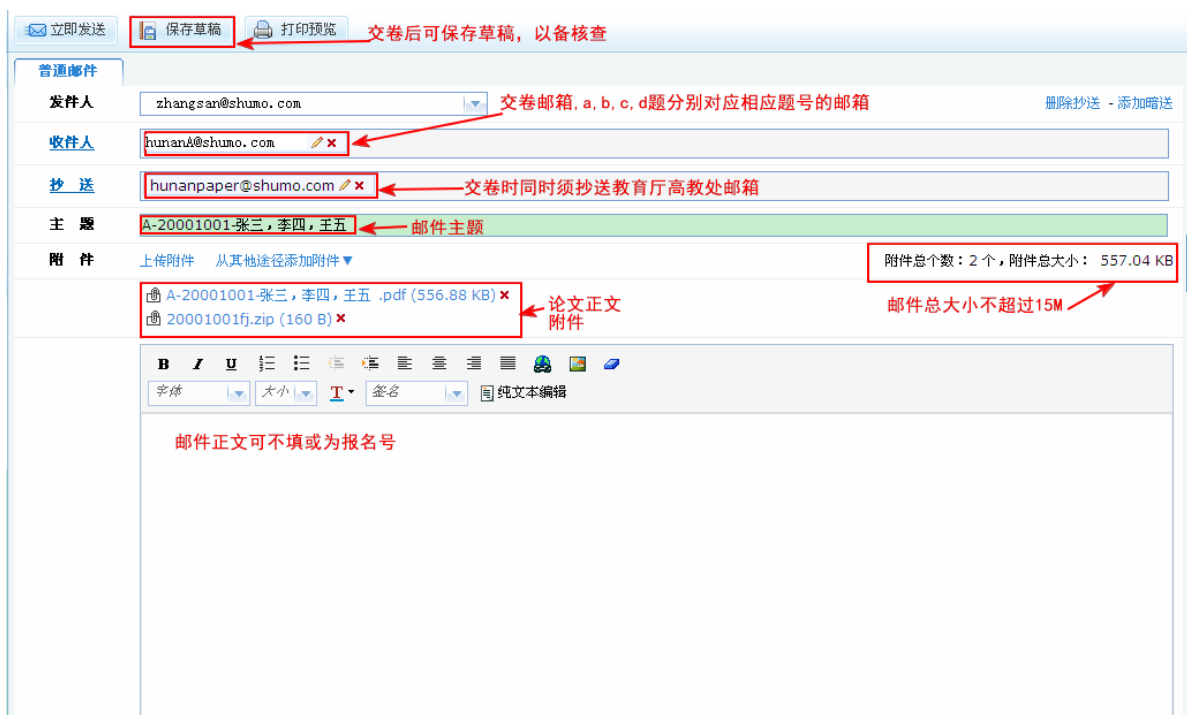 立即发送 保存草稿 打印预览 交卷后可保存草稿，以备核查
普通邮件
发件人 zhangsan@shumo.com 交卷邮箱,a,b,c,d题分别对应相应题号的邮箱 删除抄送 - 添加暗送
收件人 hunanA@shumo.com
抄 送 hunanpaper@shumo.com 交卷时同时须抄送教育厅高教处邮箱
主 题 A-20001001-张三，李四，王五 邮件主题
附 件 上传附件 从其他途径添加附件▼ 附件总个数：2 个，附件总大小： 557.04 KB
A-20001001-张三，李四，王五 .pdf (556.88 KB) 论文正文 邮件总大小不超过15M
20001001fj.zip (160 B) 附件
B I U
字体 大小 T 签名 纯文本编辑
邮件正文可不填或为报名号